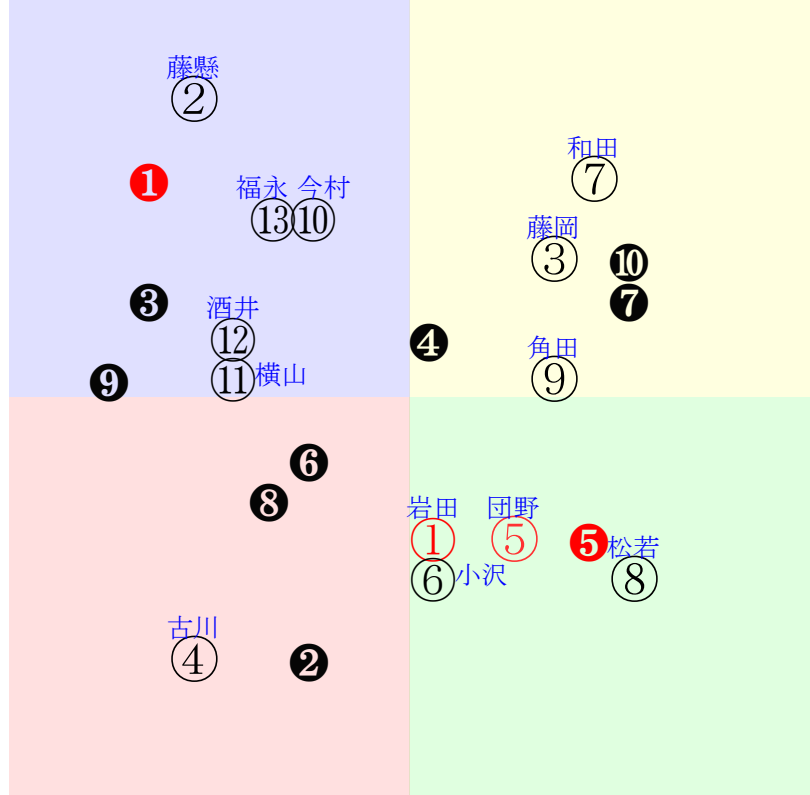 藤懸
②
和田
⑦
❶
福永 今村
⑬⑩
藤岡
③
❿
❸
❼
酒井
⑫
❹
角田
⑨
❾
⑪横山
❻
❽
岩田
①
団野
⑤
❺
松若
⑧
⑥小沢
古川
④
❷